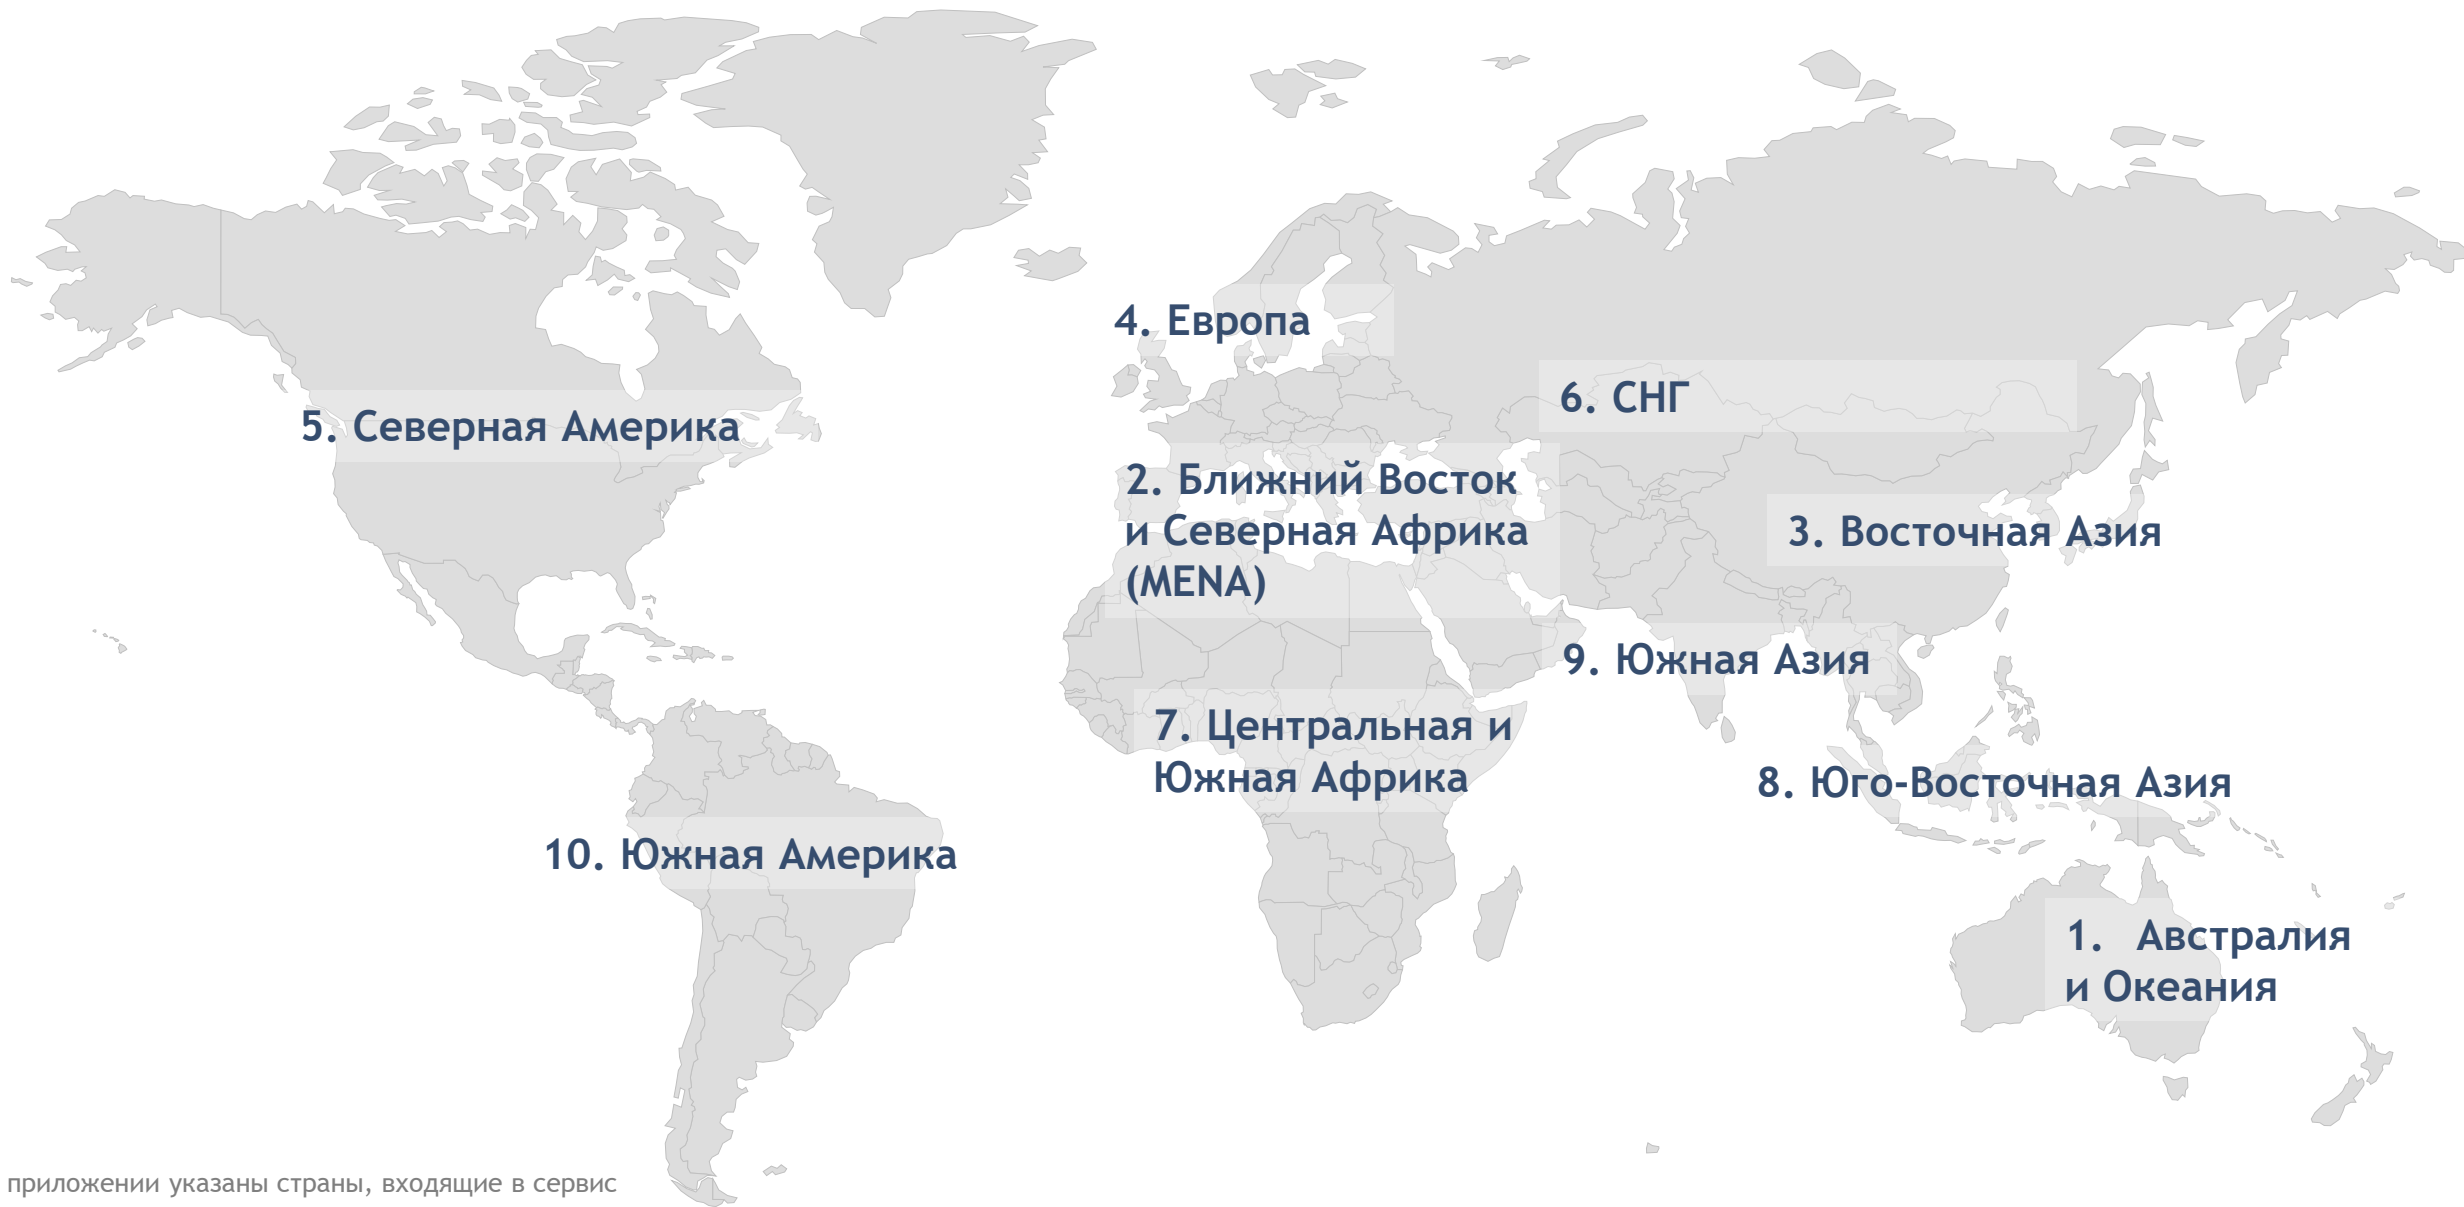 4. Европа
6. СНГ
5. Северная Америка
2. Ближний Восток
и Северная Африка
(MENA)
3. Восточная Азия
9. Южная Азия
7. Центральная и
Южная Африка
8. Юго-Восточная Азия
10. Южная Америка
1. Австралия
и Океания
приложении указаны страны, входящие в сервис